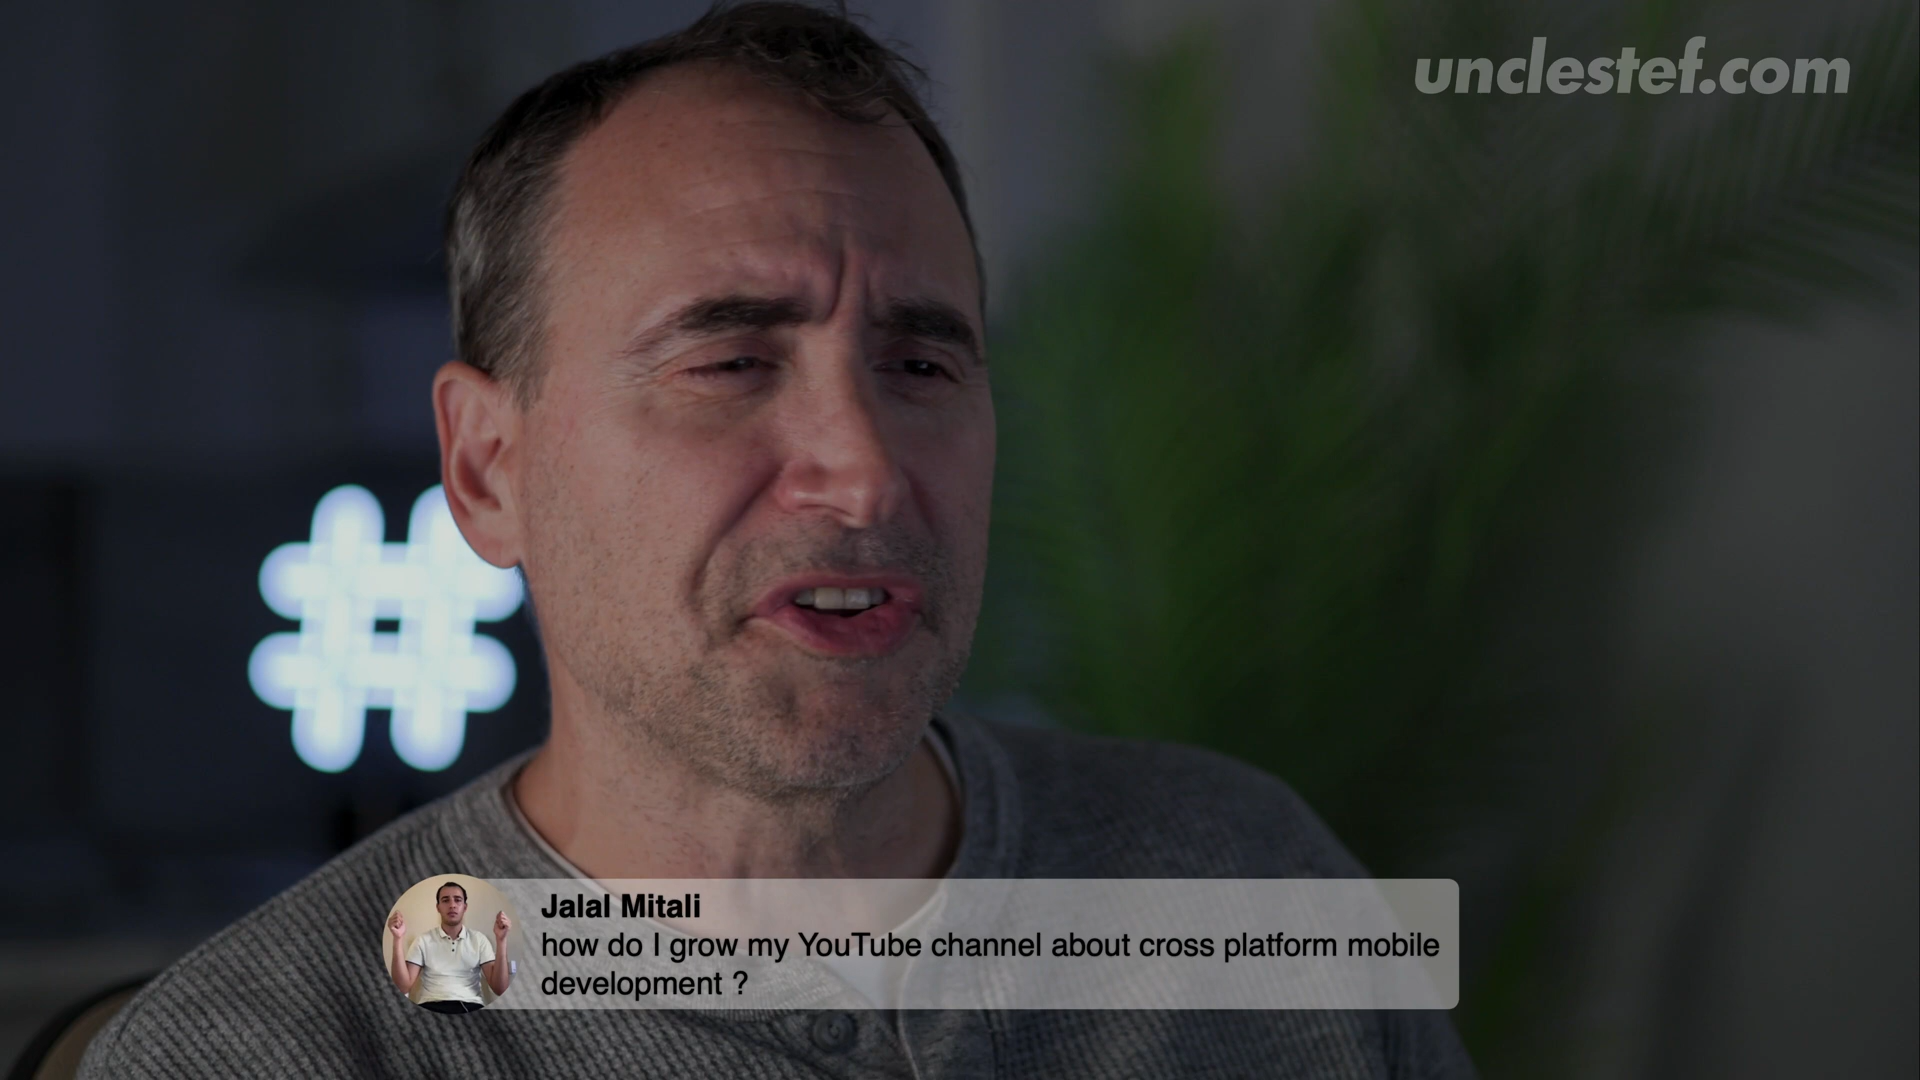 unclestef.com
Jalal Mitali
how do I grow my YouTube channel about cross platform mobile
development ?